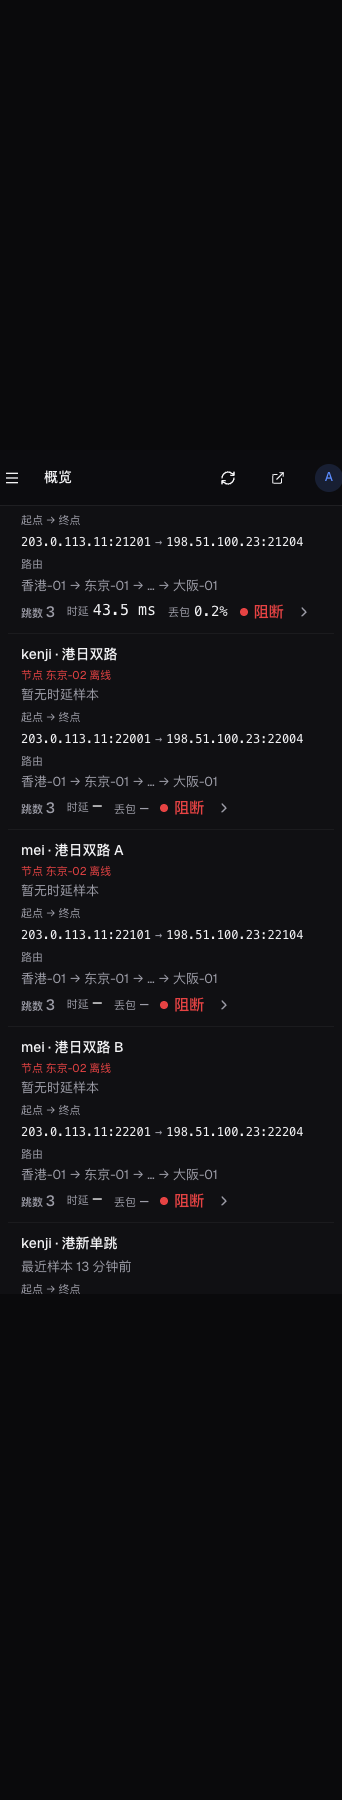 概览
A
起点 → 终点
203.0.113.11:21201 → 198.51.100.23:21204
路由
香港-01 → 东京-01 → … → 大阪-01
跳数 3 时延 43.5 ms 丢包 0.2% 阻断
kenji · 港日双路
节点 东京-02 离线
暂无时延样本
起点 → 终点
203.0.113.11:22001 → 198.51.100.23:22004
路由
香港-01 → 东京-01 → … → 大阪-01
跳数 3 时延 — 丢包 — 阻断
mei · 港日双路 A
节点 东京-02 离线
暂无时延样本
起点 → 终点
203.0.113.11:22101 → 198.51.100.23:22104
路由
香港-01 → 东京-01 → … → 大阪-01
跳数 3 时延 — 丢包 — 阻断
mei · 港日双路 B
节点 东京-02 离线
暂无时延样本
起点 → 终点
203.0.113.11:22201 → 198.51.100.23:22204
路由
香港-01 → 东京-01 → … → 大阪-01
跳数 3 时延 — 丢包 — 阻断
kenji · 港新单跳
最近样本 13 分钟前
起点 → 终点